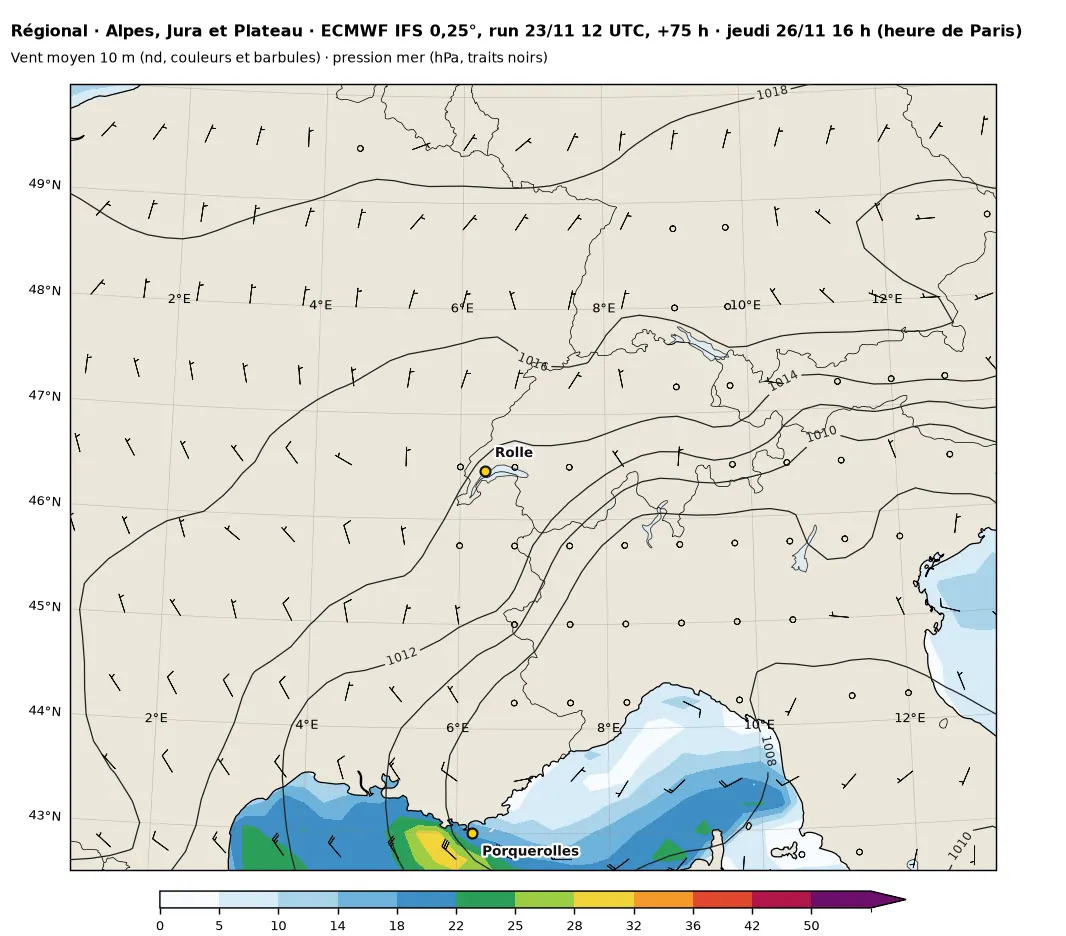 Régional · Alpes, Jura et Plateau · ECMWF IFS 0,25°, run 23/11 12 UTC, +75 h · jeudi 26/11 16 h (heure de Paris)
Vent moyen 10 m (nd, couleurs et barbules) · pression mer (hPa, traits noirs)
1018
49°N
48°N
2°E
4°E
6°E
8°E
10°E
12°E
1016
1014
47°N
1010
Rolle
46°N
45°N
1012
44°N
2°E
4°E
6°E
8°E
10°E
12°E
1008
43°N
1010
Porquerolles
0 5 10 14 18 22 25 28 32 36 42 50